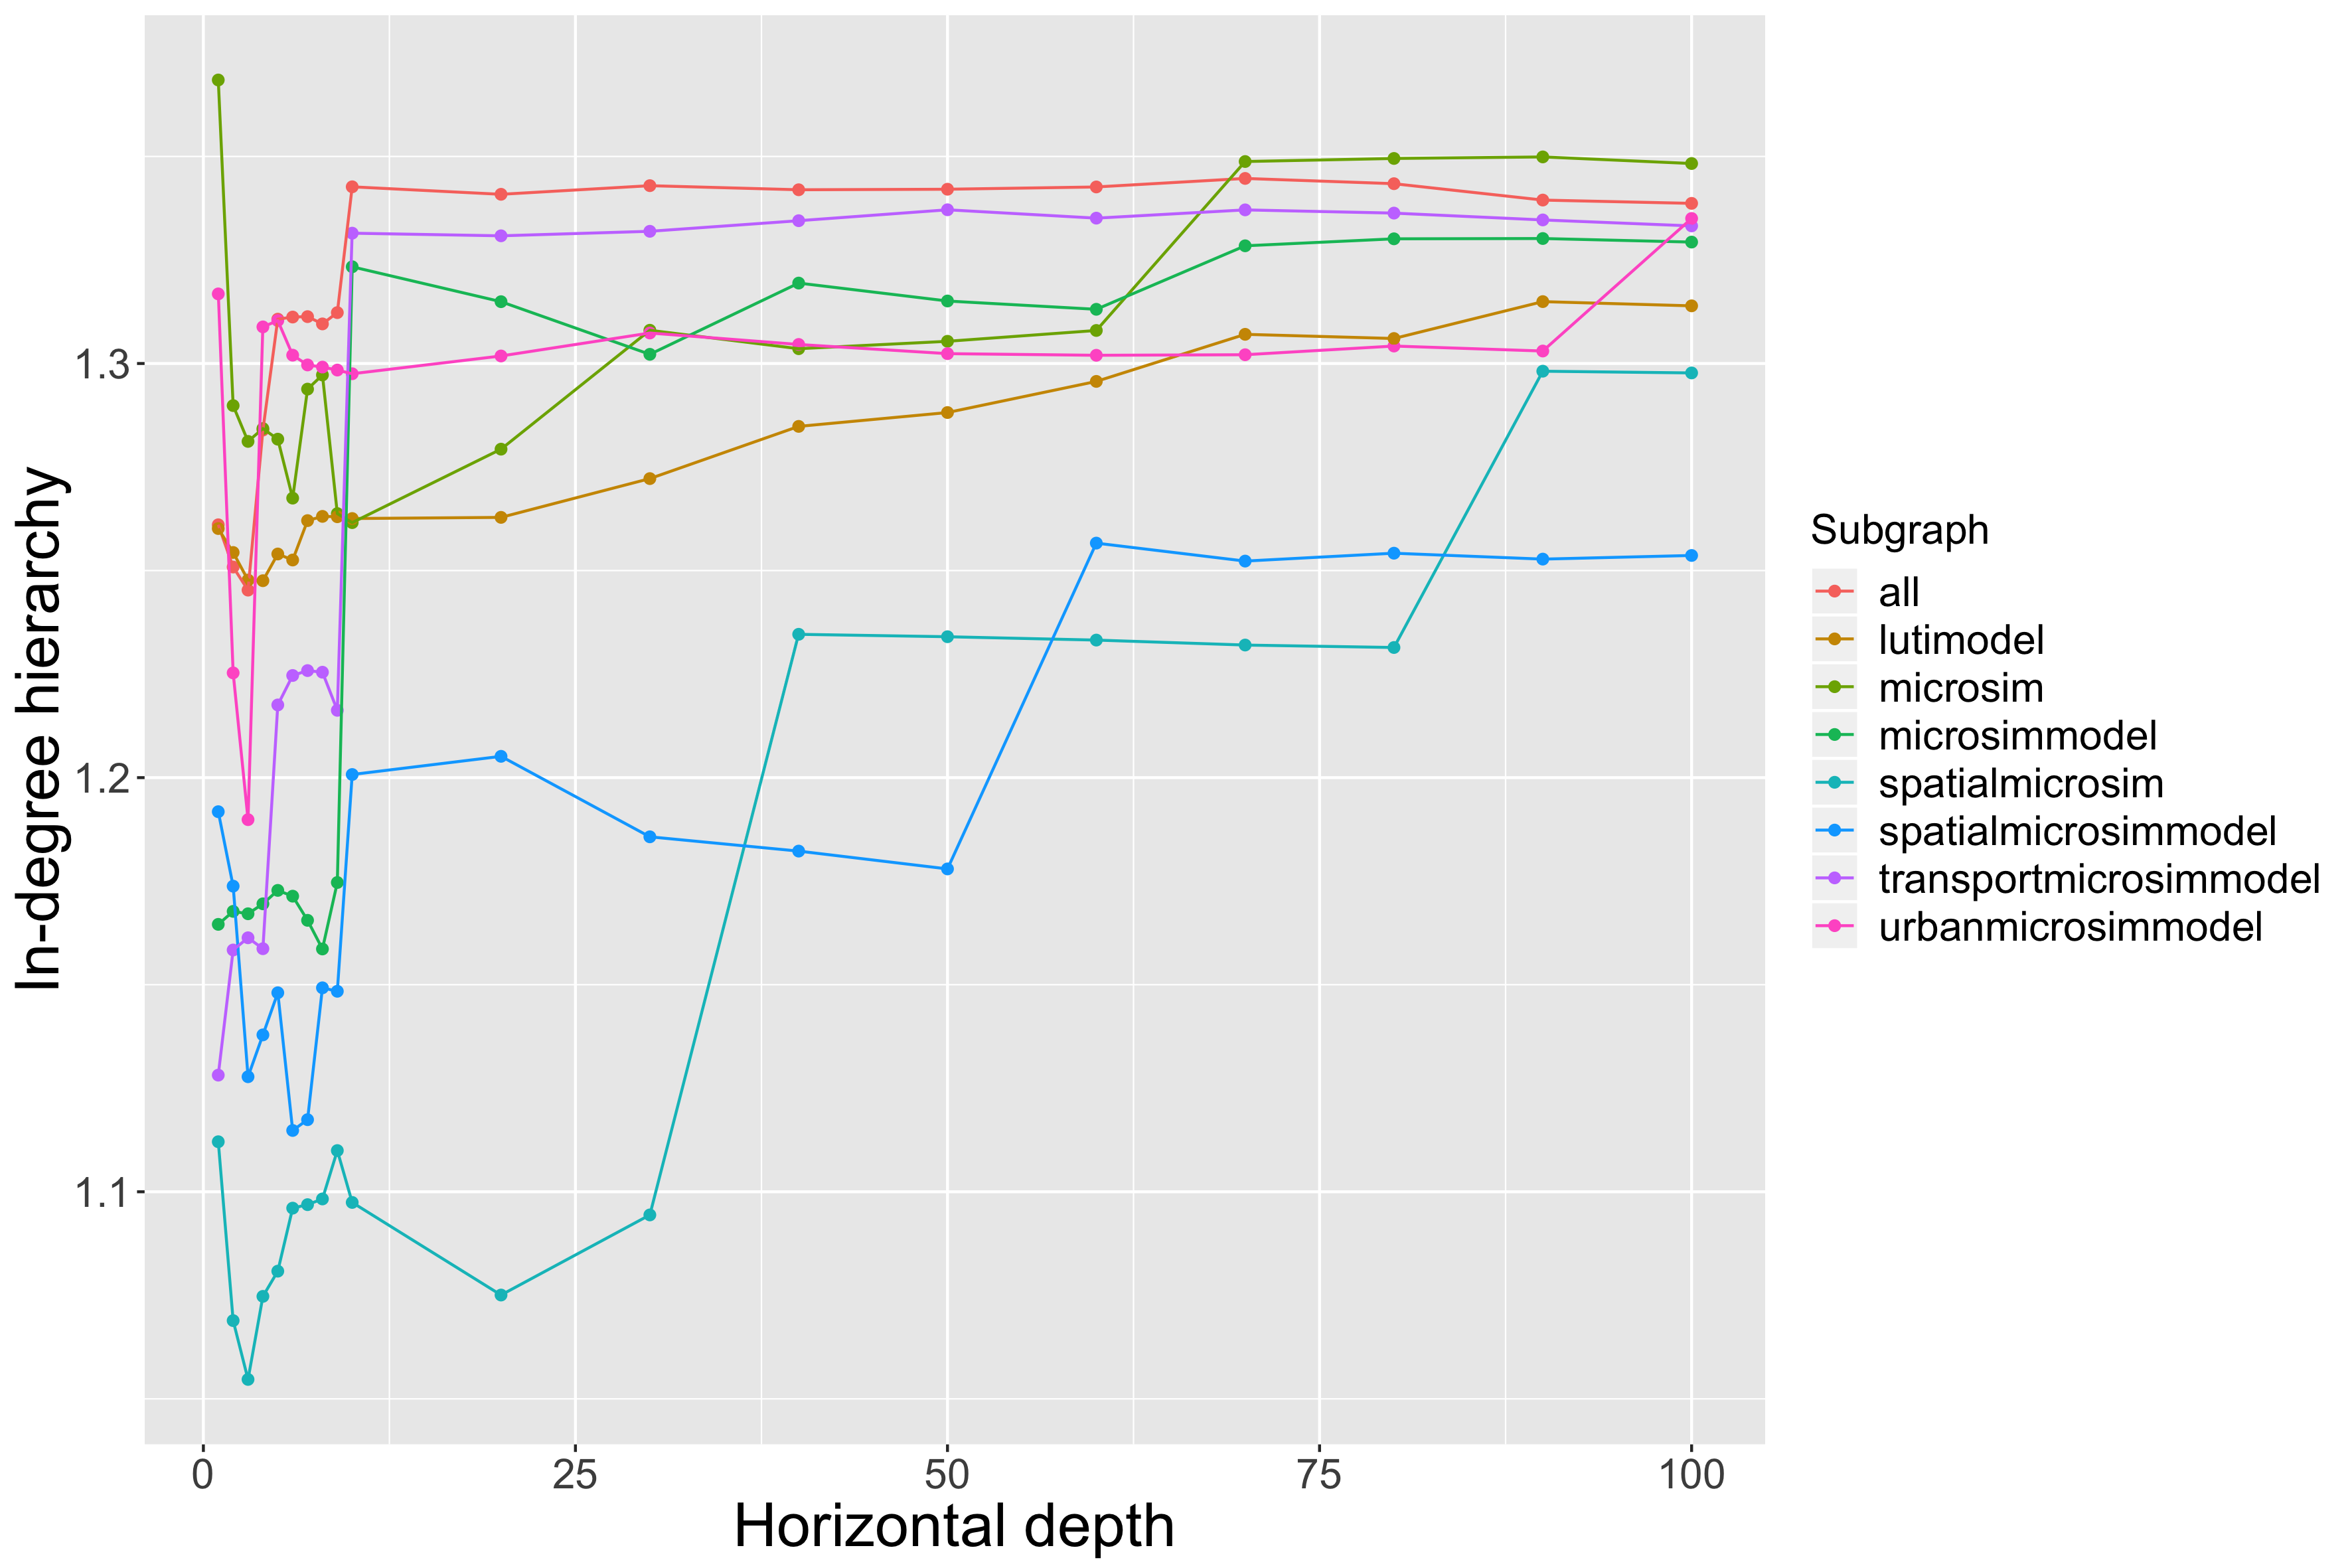 In-degree hierarchy
1.3
1.2
1.1
0 25 50 75 100
Horizontal depth
Subgraph
all
lutimodel
microsim
microsimmodel
spatialmicrosim
spatialmicrosimmodel
transportmicrosimmodel
urbanmicrosimmodel